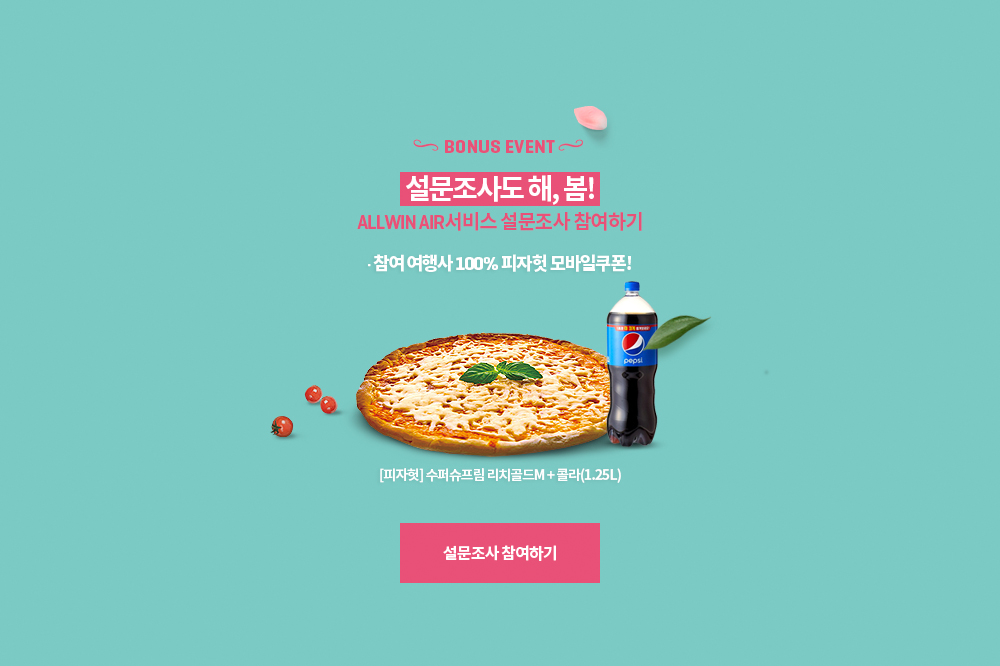 BONUS EVENT
설문조사도 해, 봄!
ALLWIN AIR서비스 설문조사 참여하기
· 참여 여행사 100% 피자헛 모바일쿠폰!
pepsi
[피자헛] 수퍼슈프림 리치골드M + 콜라(1.25L)
설문조사 참여하기